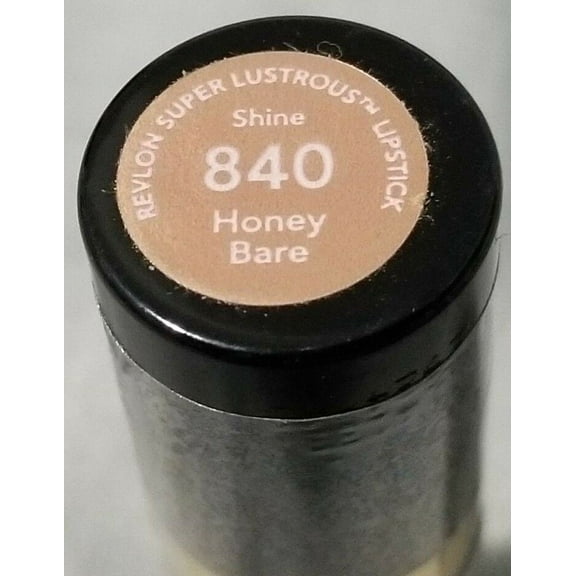 REVLON SUPER LUSTROUS™ LIPSTICK
Shine
840
Honey
Bare